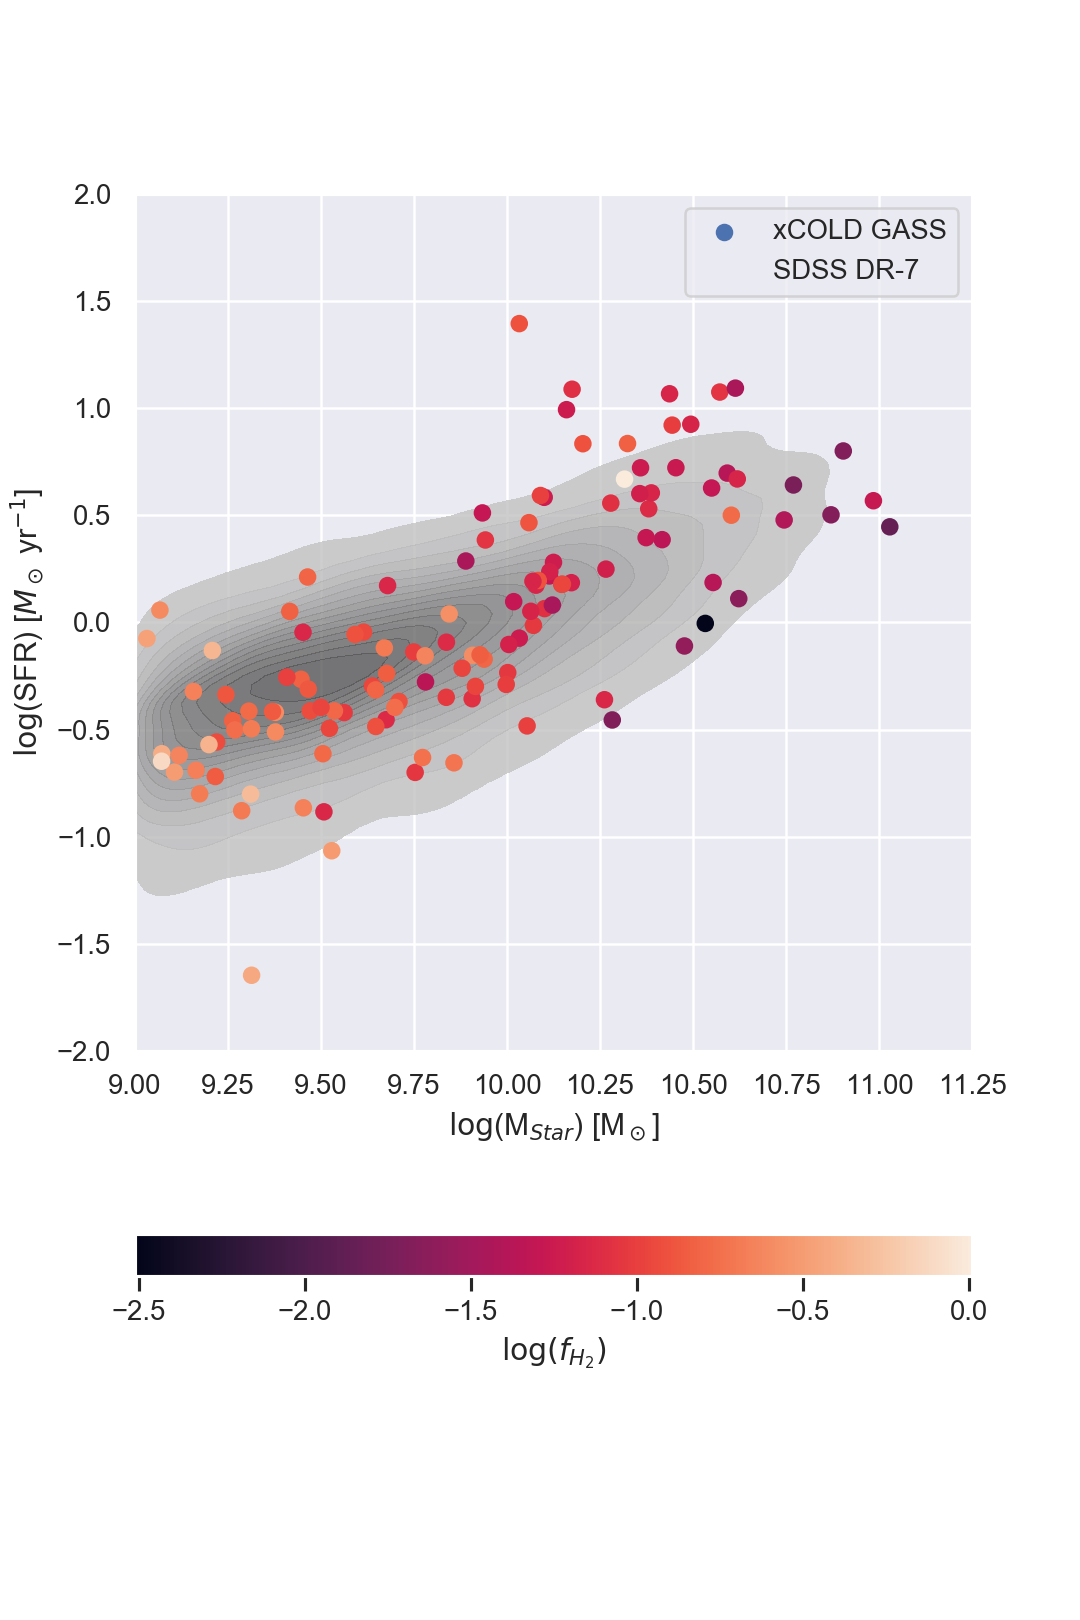 2.0
1.5
1.0
0.5
0.0
−0.5
−1.0
−1.5
−2.0
log(SFR) [M⊙ yr⁻¹]
xCOLD GASS
SDSS DR-7
9.00 9.25 9.50 9.75 10.00 10.25 10.50 10.75 11.00 11.25
log(M_Star) [M⊙]
−2.5 −2.0 −1.5 −1.0 −0.5 0.0
log(f_H₂)